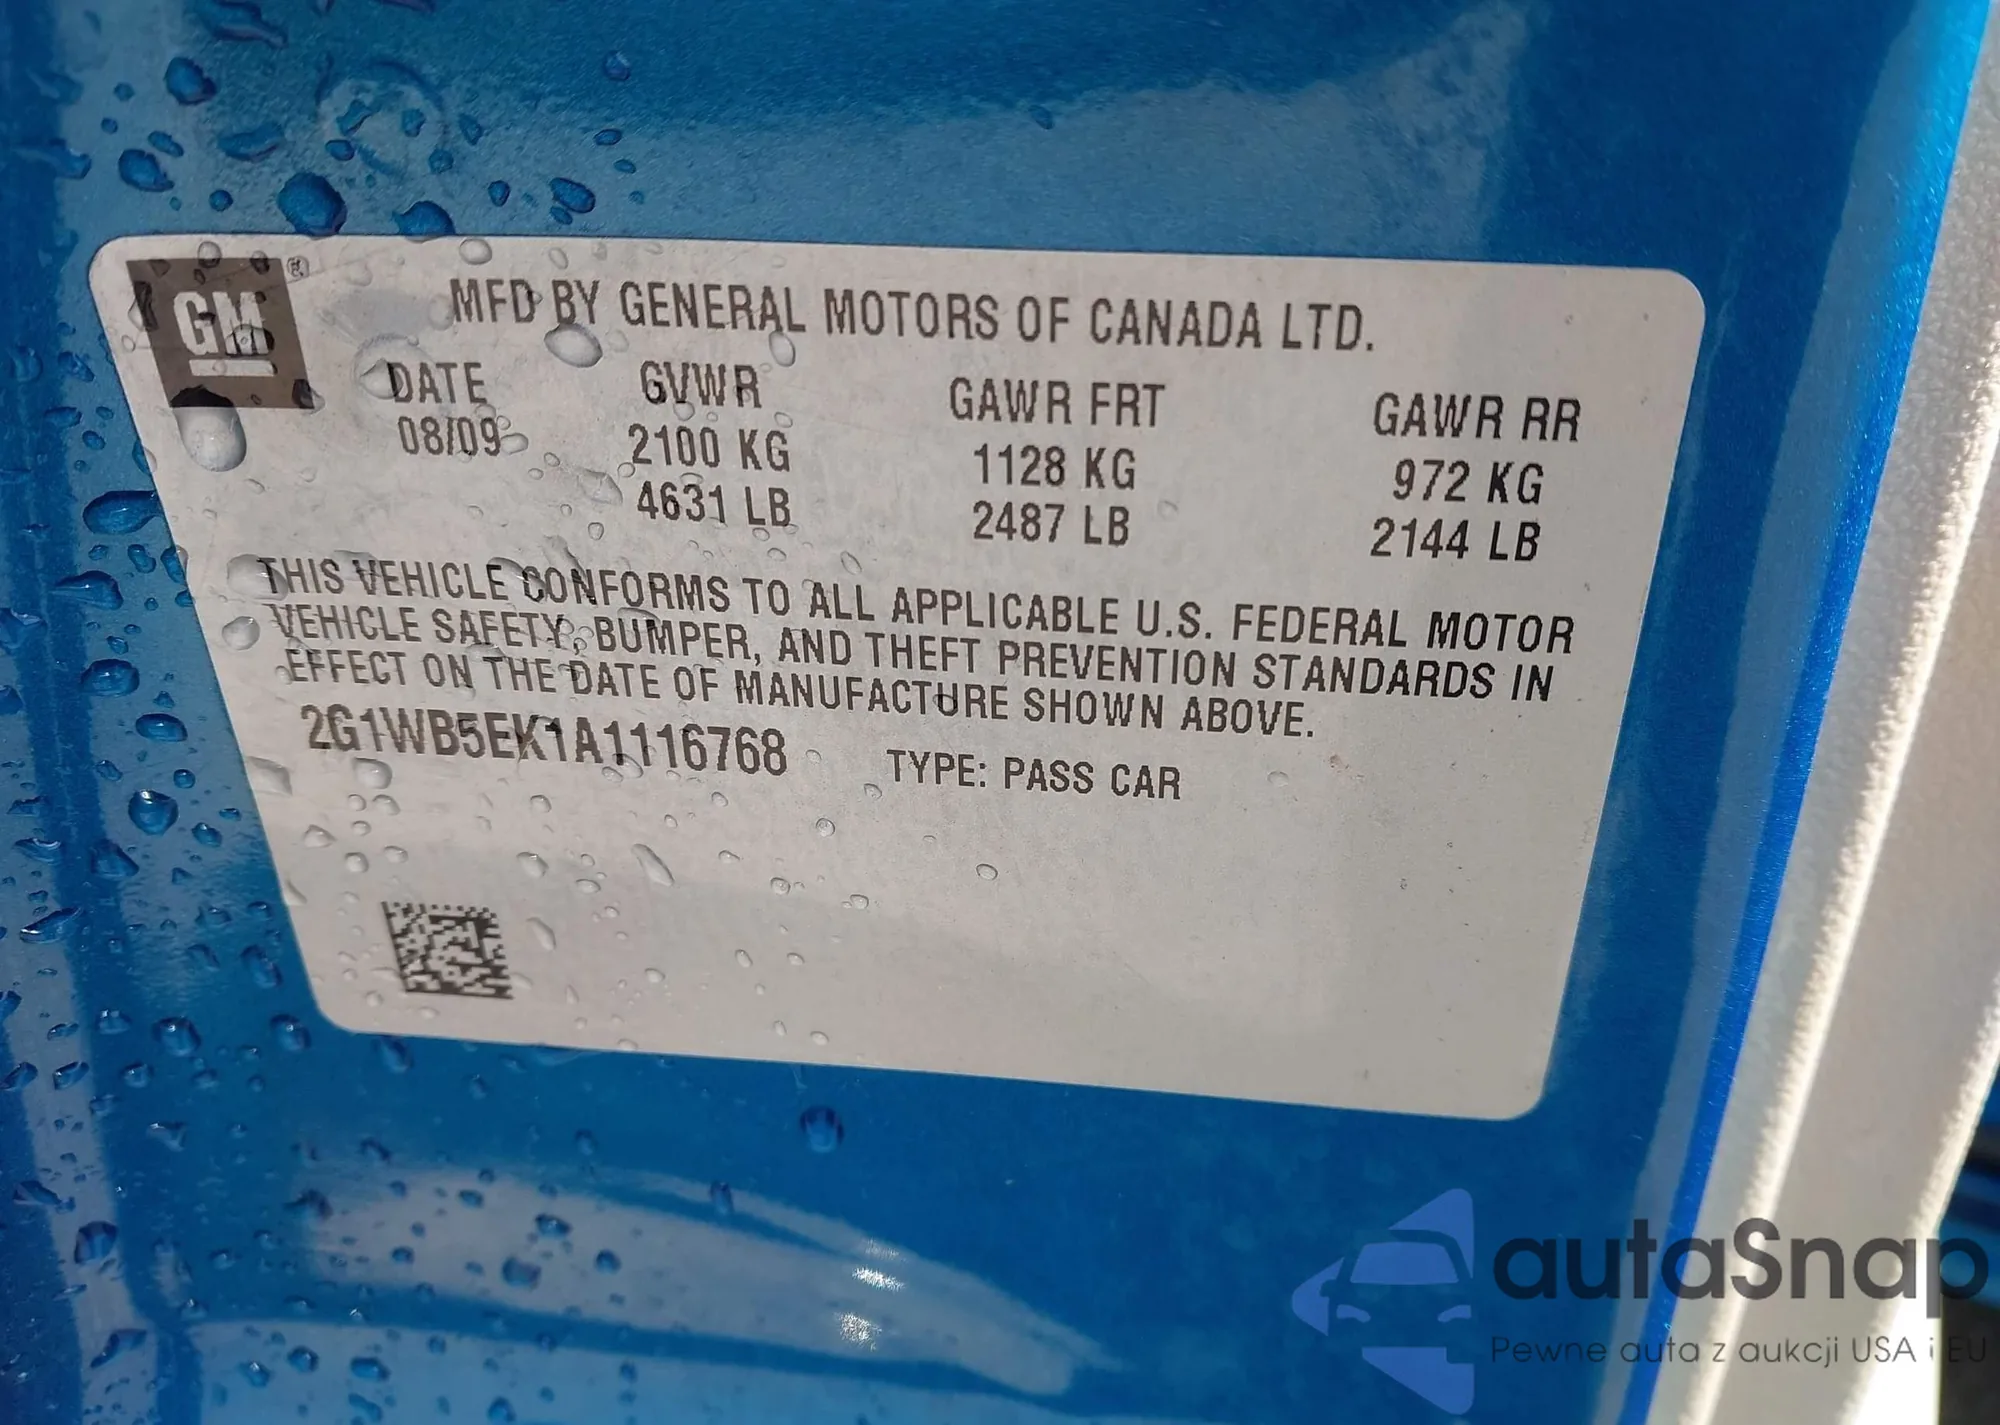 GM
MFD BY GENERAL MOTORS OF CANADA LTD.
DATE GVWR GAWR FRT GAWR RR
08/09 2100 KG 1128 KG 972 KG
4631 LB 2487 LB 2144 LB
THIS VEHICLE CONFORMS TO ALL APPLICABLE U.S. FEDERAL MOTOR
VEHICLE SAFETY, BUMPER, AND THEFT PREVENTION STANDARDS IN
EFFECT ON THE DATE OF MANUFACTURE SHOWN ABOVE.
2G1WB5EK1A1116768 TYPE: PASS CAR
autaSnap
Pewne auta z aukcji USA i EU